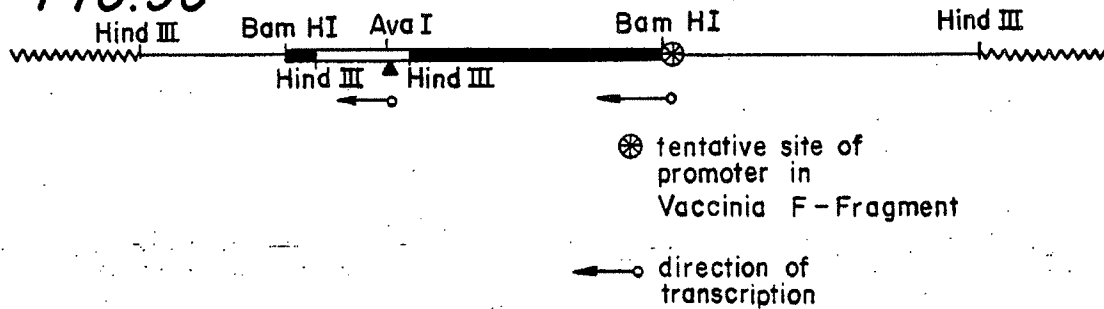 Hind III Bam HI Ava I Bam HI Hind III
Hind III Hind III
tentative site of
promoter in
Vaccinia F-Fragment
direction of
transcription